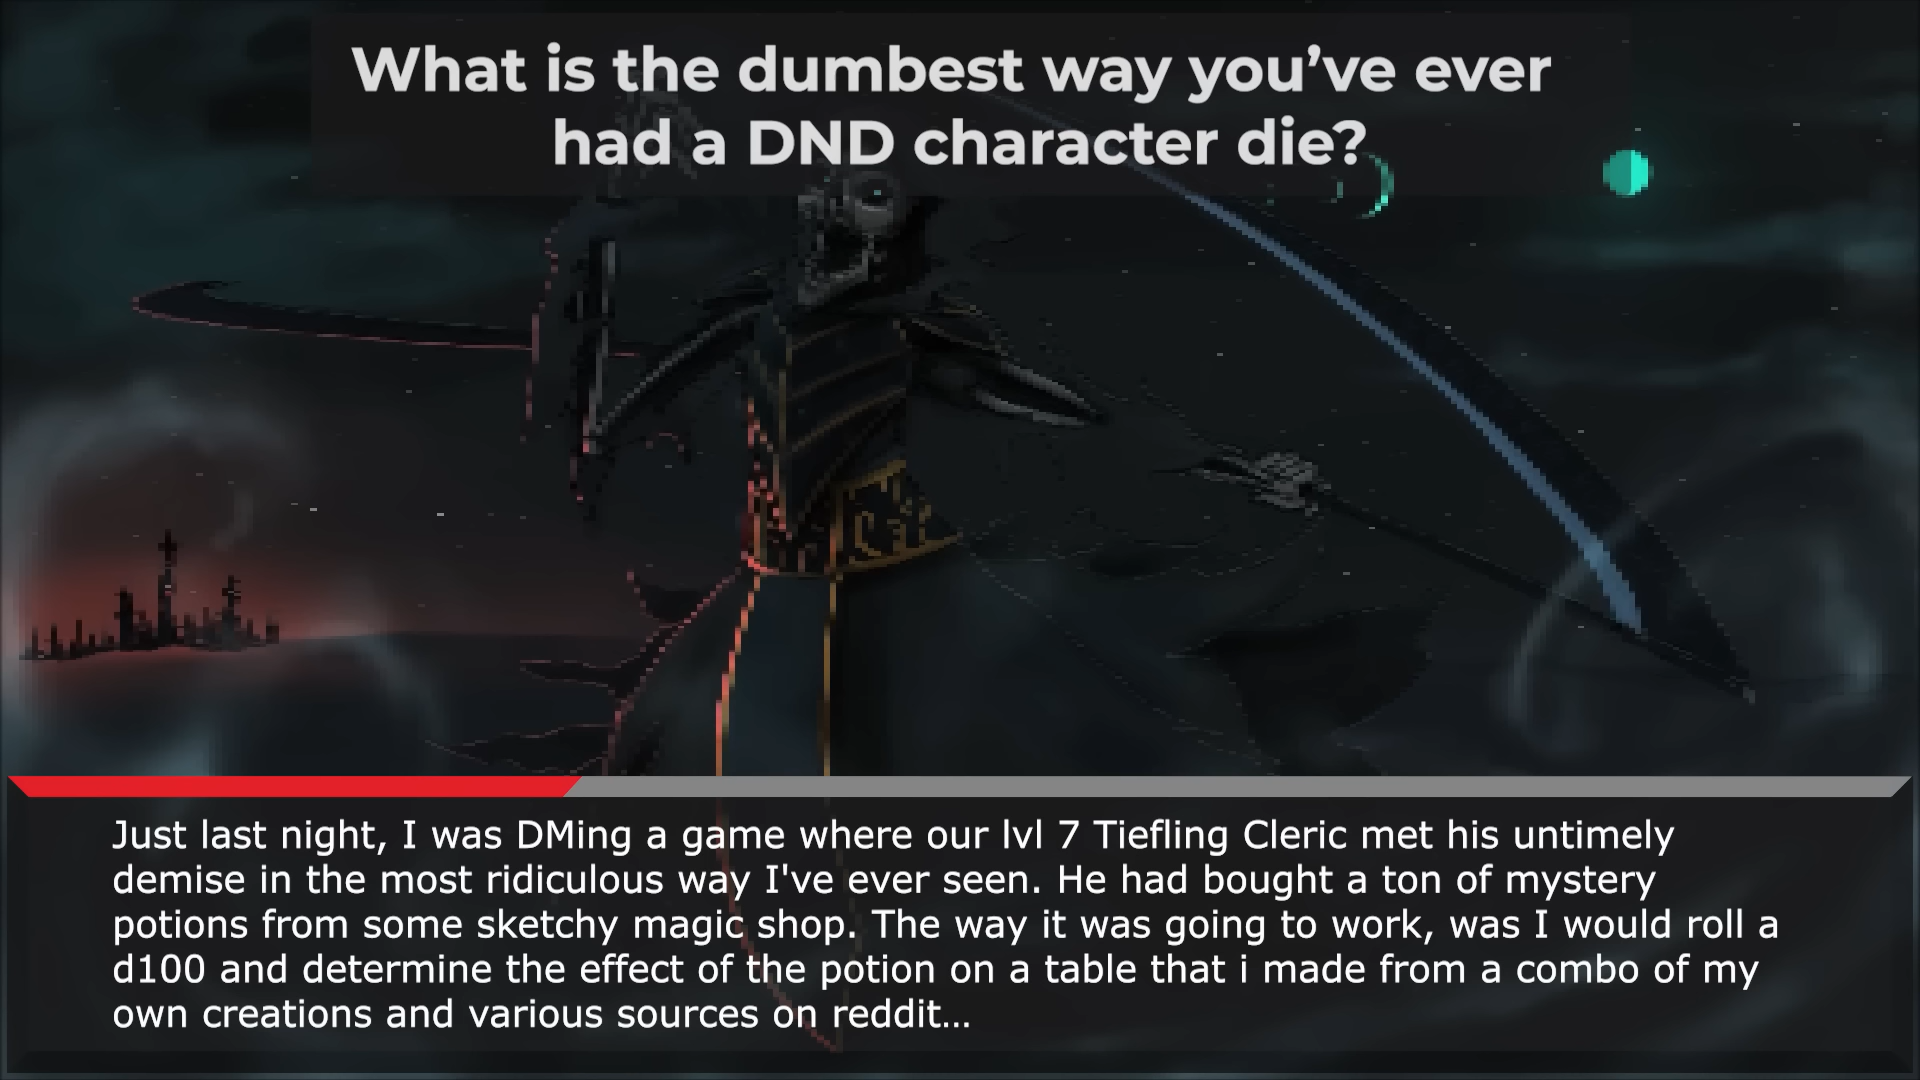 What is the dumbest way you’ve ever
had a DND character die?
Just last night, I was DMing a game where our lvl 7 Tiefling Cleric met his untimely
demise in the most ridiculous way I've ever seen. He had bought a ton of mystery
potions from some sketchy magic shop. The way it was going to work, was I would roll a
d100 and determine the effect of the potion on a table that i made from a combo of my
own creations and various sources on reddit...